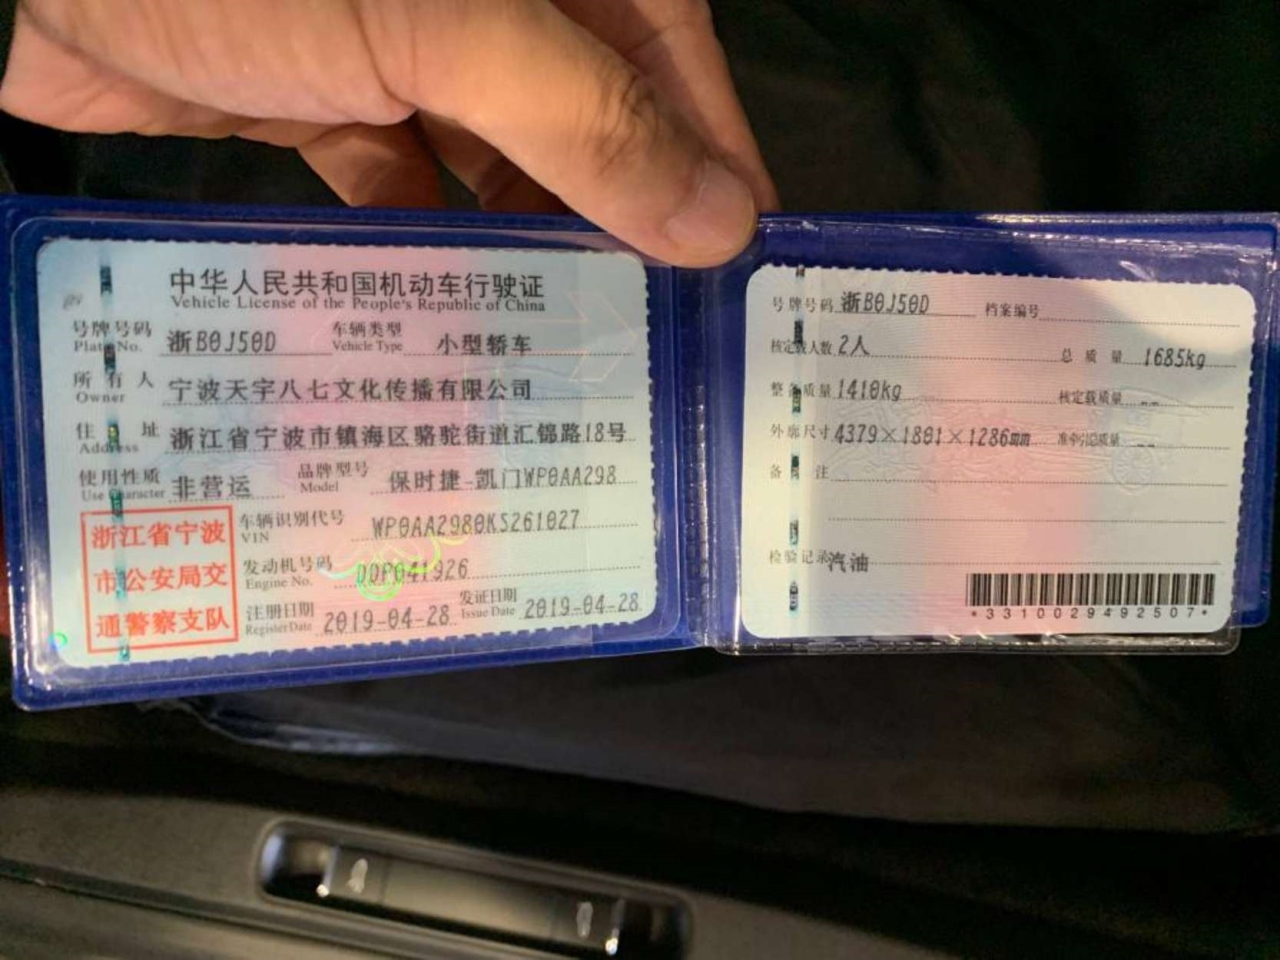 中华人民共和国机动车行驶证
Vehicle License of the People's Republic of China
号牌号码 浙B0J50D 车辆类型 小型轿车
Plate No. Vehicle Type
所有人 宁波天宇八七文化传播有限公司
Owner
住址 浙江省宁波市镇海区骆驼街道汇锦路18号
Address
使用性质 非营运 品牌型号 保时捷-凯门WP0AA298
Use Character Model
浙江省宁波
市公安局交
通警察支队
车辆识别代号 WP0AA2980KS261027
VIN
发动机号码 DDP041926
Engine No.
注册日期 2019-04-28 发证日期 2019-04-28
Register Date Issue Date
号牌号码 浙B0J50D 档案编号
核定载人数 2人 总质量 1685kg
整备质量 1410kg 核定载质量 --
外廓尺寸 4379×1801×1286mm 准牵引总质量 --
备注
检验记录 汽油
*3310029492507*